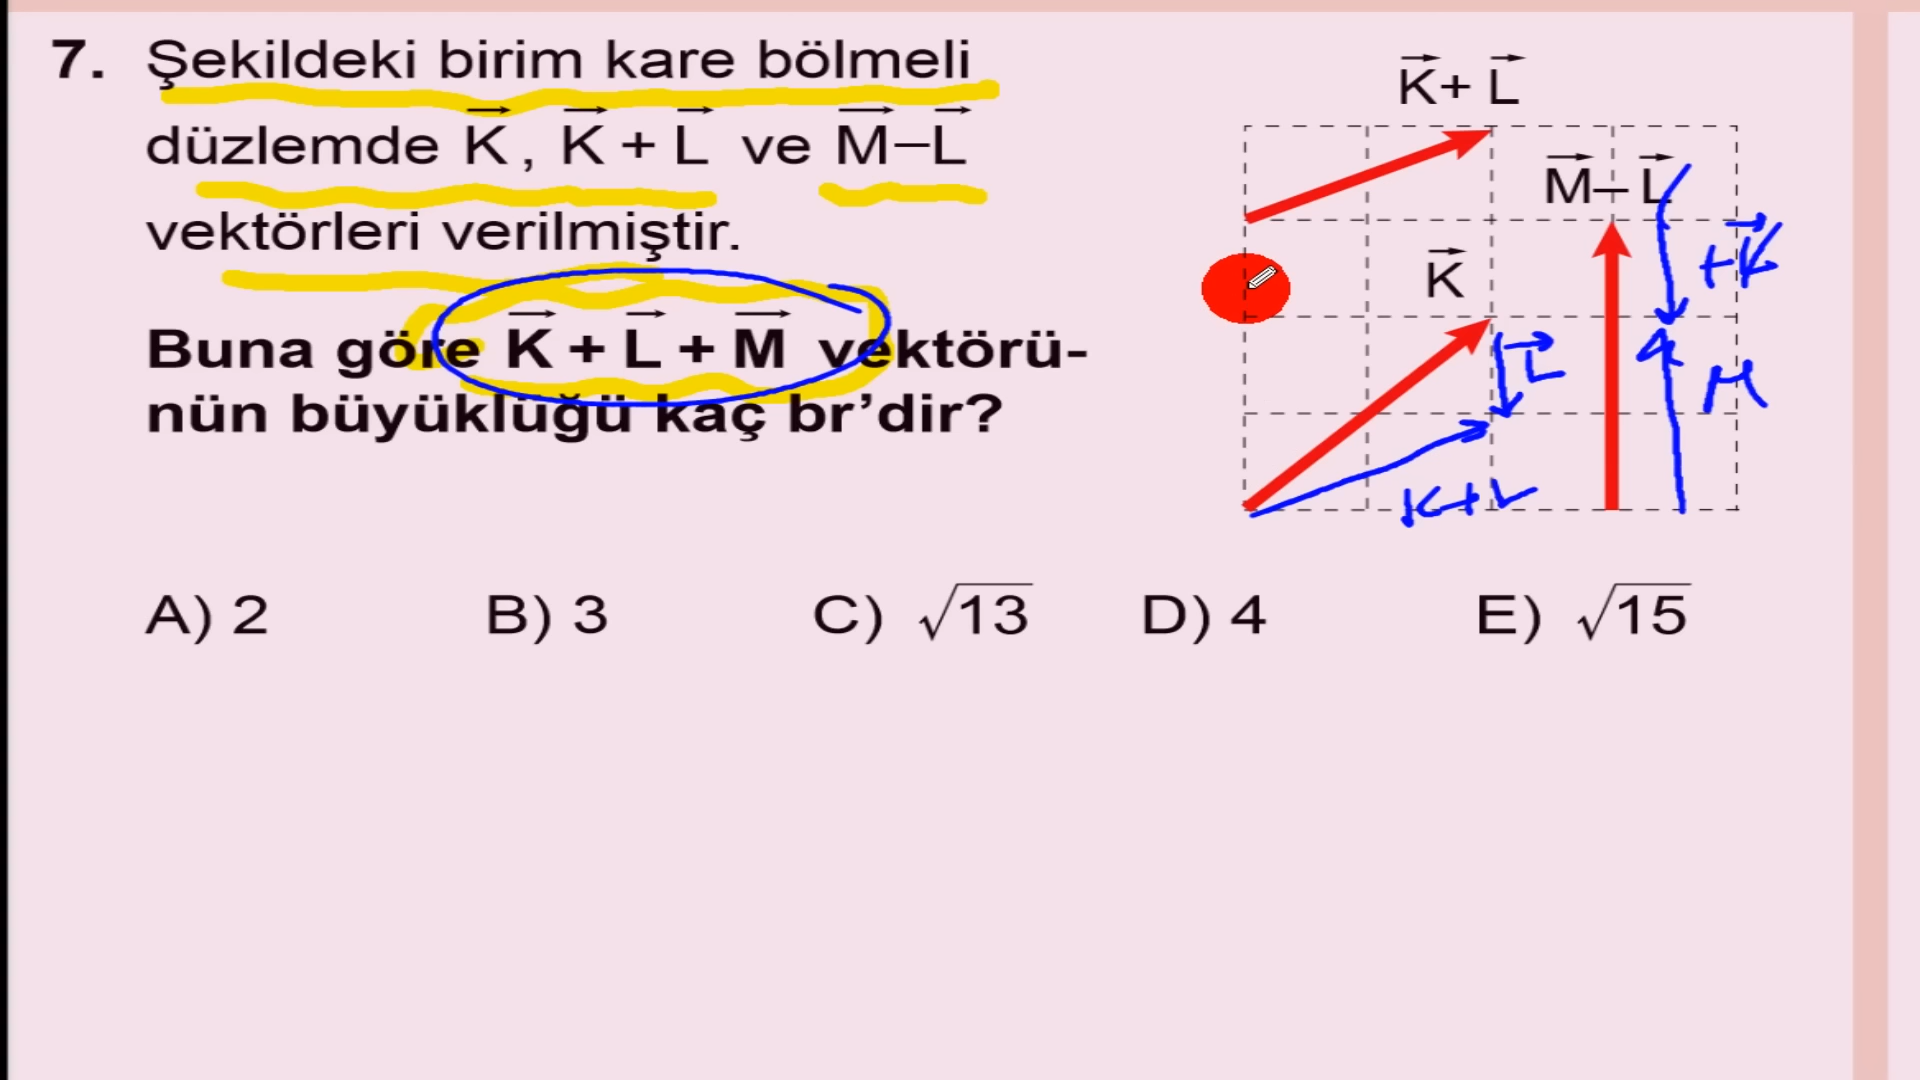 7. Şekildeki birim kare bölmeli
düzlemde K, K + L ve M–L
vektörleri verilmiştir.
Buna göre K + L + M vektörü-
nün büyüklüğü kaç br’dir?
K+ L
M– L
+K
K
L
M
K+L
A) 2 B) 3 C) √13 D) 4 E) √15